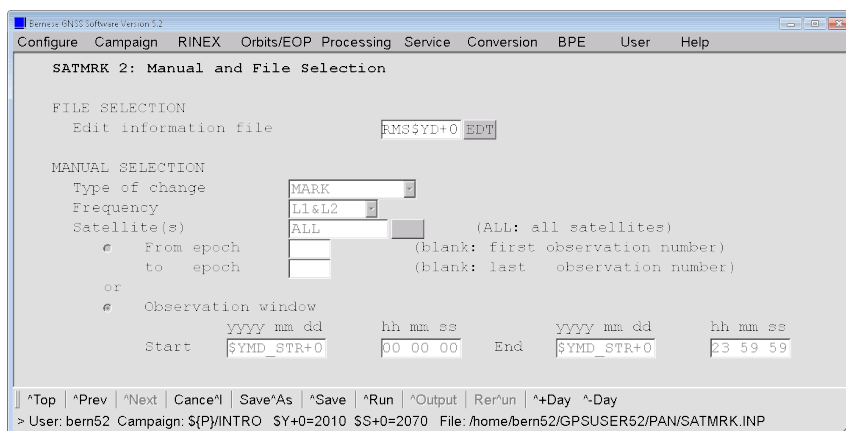 Bernese GNSS Software Version 5.2
Configure Campaign RINEX Orbits/EOP Processing Service Conversion BPE User Help
SATMRK 2: Manual and File Selection
FILE SELECTION
Edit information file RMS$YD+0 EDT
MANUAL SELECTION
Type of change MARK
Frequency L1&L2
Satellite(s) ALL (ALL: all satellites)
From epoch (blank: first observation number)
to epoch (blank: last observation number)
or
Observation window
yyyy mm dd hh mm ss yyyy mm dd hh mm ss
Start $YMD_STR+0 00 00 00 End $YMD_STR+0 23 59 59
^Top ^Prev ^Next Cance^l Save^As ^Save ^Run ^Output Rer^un ^+Day ^-Day
> User: bern52 Campaign: ${P}/INTRO $Y+0=2010 $S+0=2070 File: /home/bern52/GPSUSER52/PAN/SATMRK.INP